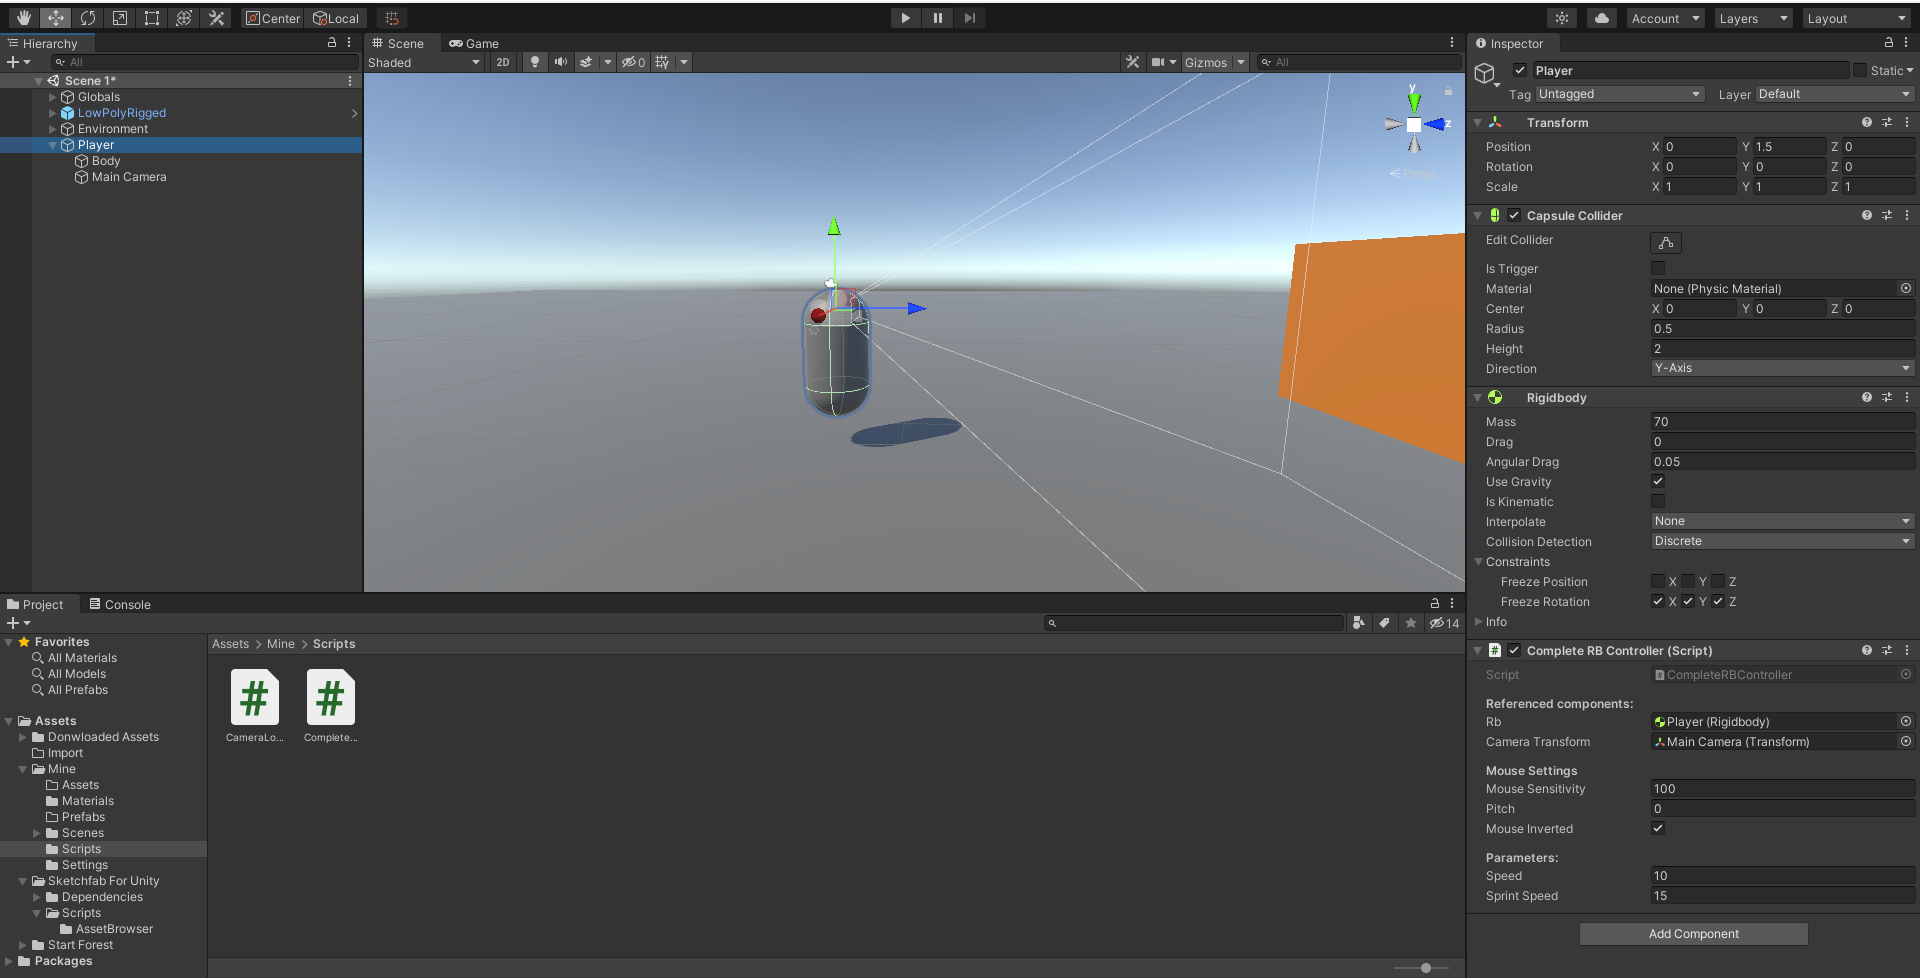 Center Local Account Layers Layout
Hierarchy
All
Scene 1*
Globals
LowPolyRigged
Environment
Player
Body
Main Camera
Scene Game
Shaded 2D 0 Gizmos All
y
z
Persp
Project Console
14
Favorites
All Materials
All Models
All Prefabs
Assets
Donwloaded Assets
Import
Mine
Assets
Materials
Prefabs
Scenes
Scripts
Settings
Sketchfab For Unity
Dependencies
Scripts
AssetBrowser
Start Forest
Packages
Assets > Mine > Scripts
CameraLo... Complete...
Inspector
Player Static
Tag Untagged Layer Default
Transform
Position X 0 Y 1.5 Z 0
Rotation X 0 Y 0 Z 0
Scale X 1 Y 1 Z 1
Capsule Collider
Edit Collider
Is Trigger
Material None (Physic Material)
Center X 0 Y 0 Z 0
Radius 0.5
Height 2
Direction Y-Axis
Rigidbody
Mass 70
Drag 0
Angular Drag 0.05
Use Gravity
Is Kinematic
Interpolate None
Collision Detection Discrete
Constraints
Freeze Position X Y Z
Freeze Rotation X Y Z
Info
Complete RB Controller (Script)
Script CompleteRBController
Referenced components:
Rb Player (Rigidbody)
Camera Transform Main Camera (Transform)
Mouse Settings
Mouse Sensitivity 100
Pitch 0
Mouse Inverted
Parameters:
Speed 10
Sprint Speed 15
Add Component